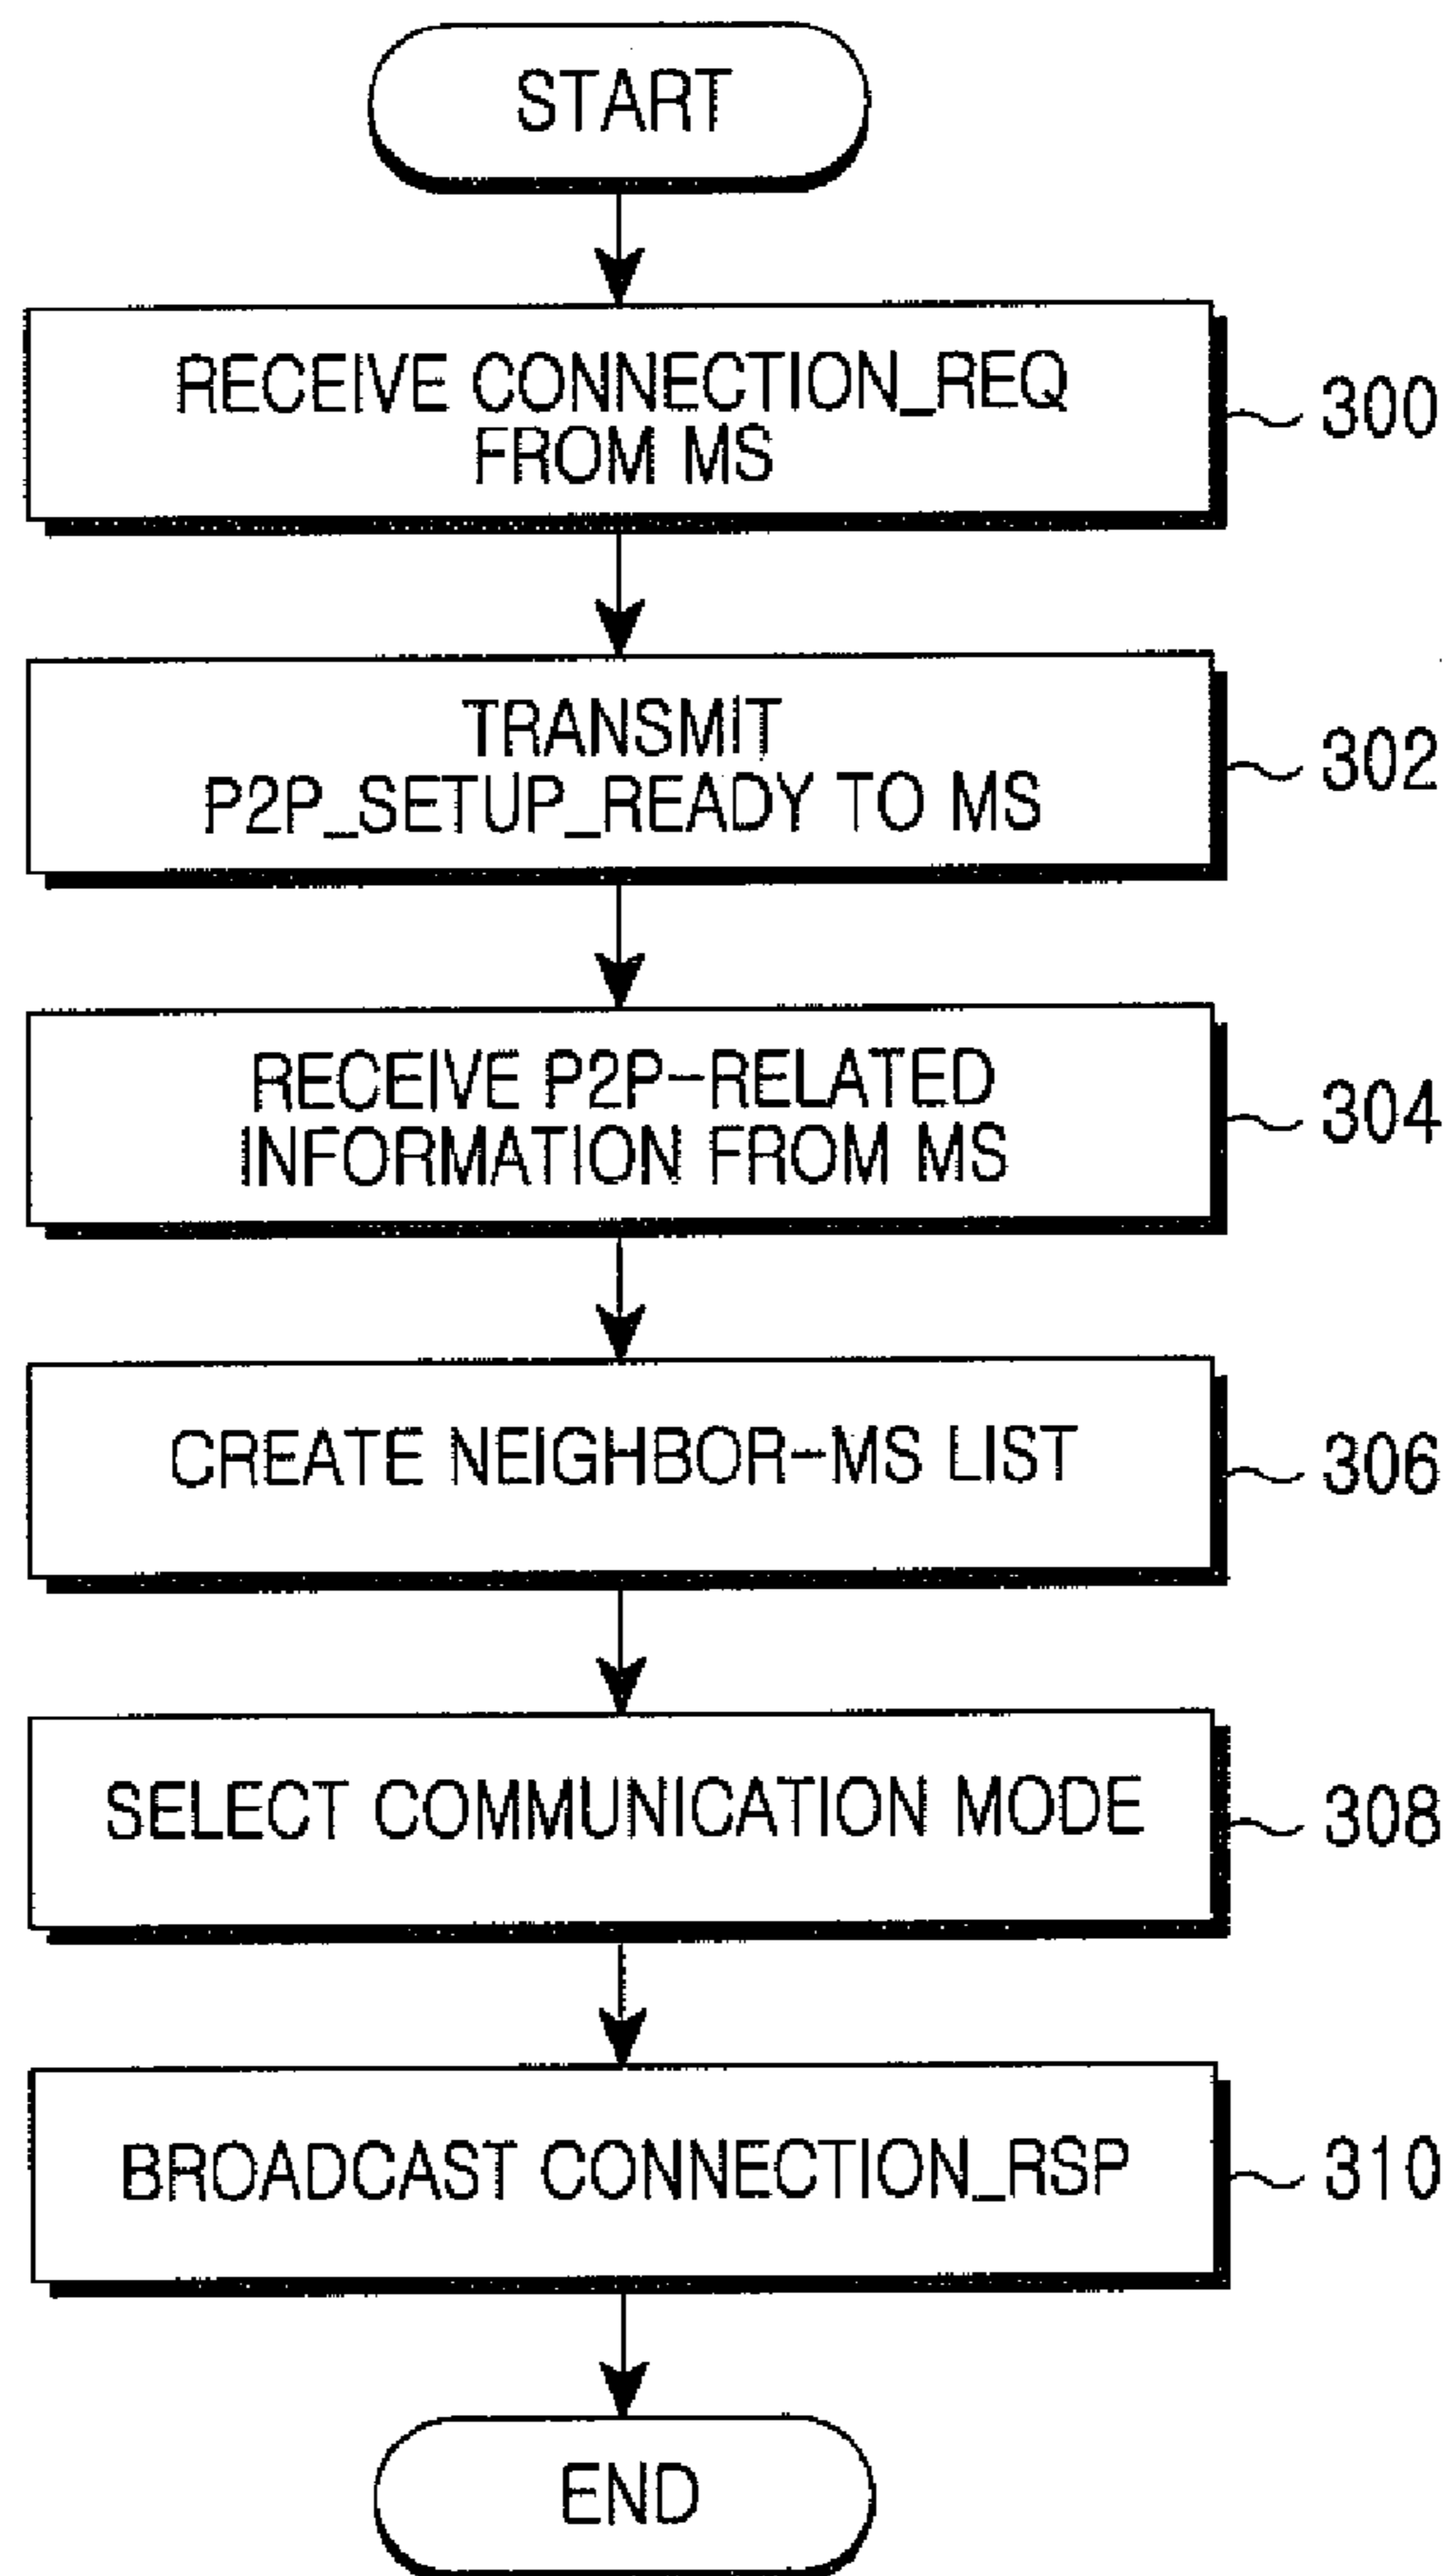 START
RECEIVE CONNECTION_REQ
FROM MS
300
TRANSMIT
P2P_SETUP_READY TO MS
302
RECEIVE P2P-RELATED
INFORMATION FROM MS
304
CREATE NEIGHBOR-MS LIST
306
SELECT COMMUNICATION MODE
308
BROADCAST CONNECTION_RSP
310
END